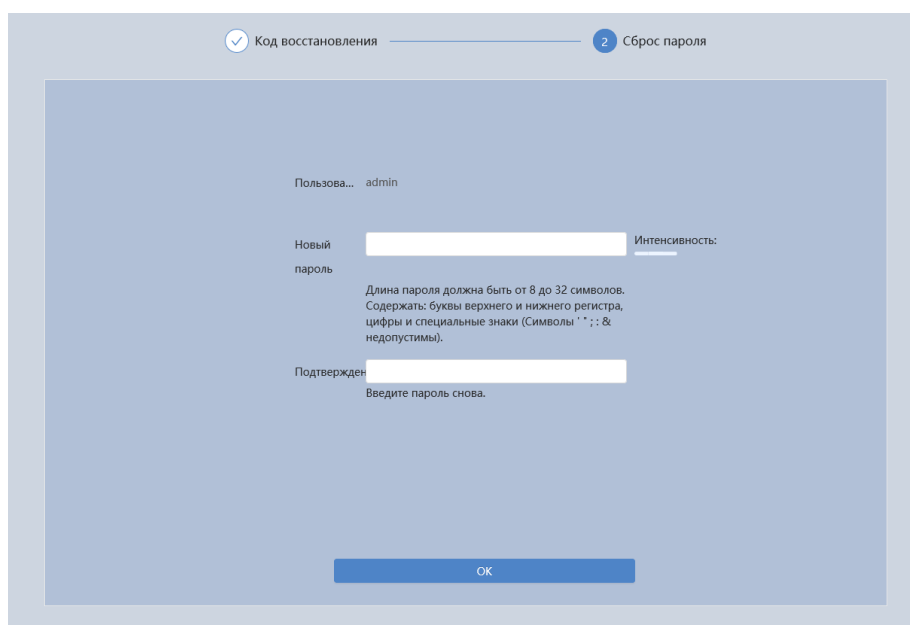 Код восстановления
2 Сброс пароля
Пользова... admin
Новый
пароль
Интенсивность:
Длина пароля должна быть от 8 до 32 символов.
Содержать: буквы верхнего и нижнего регистра,
цифры и специальные знаки (Символы ' " ; : &
недопустимы).
Подтвержден
Введите пароль снова.
OK